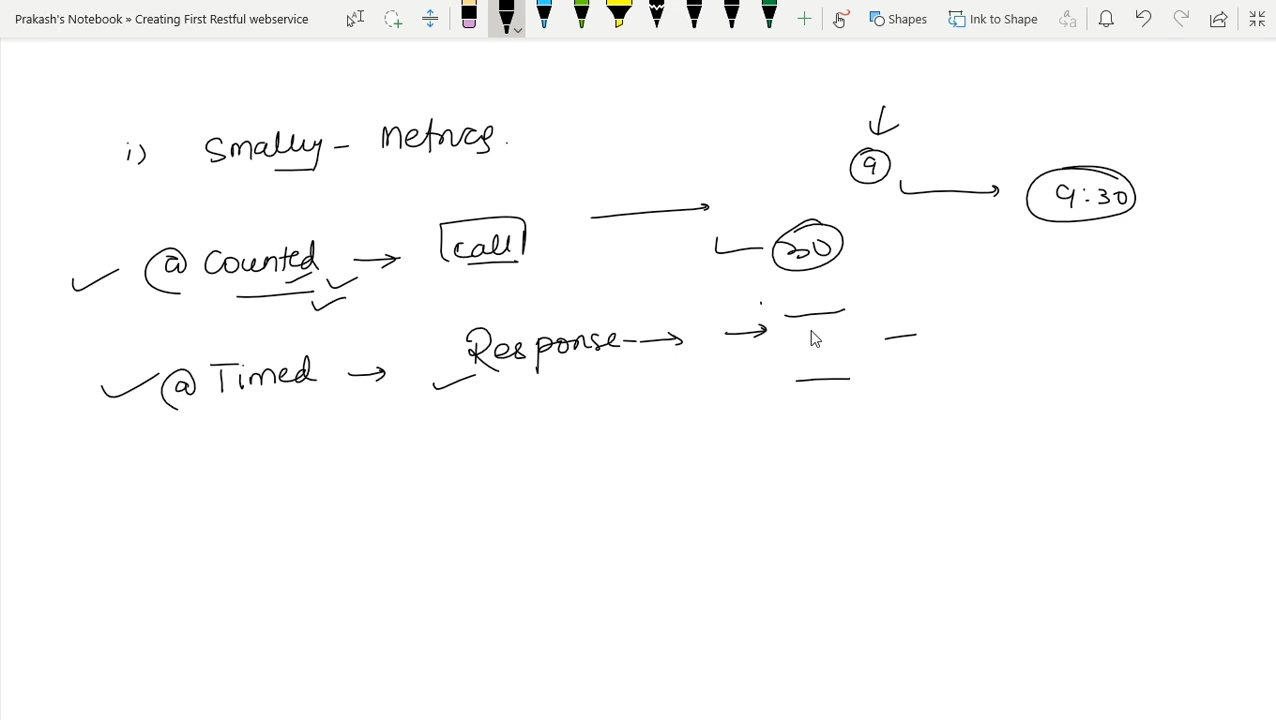 Prakash's Notebook » Creating First Restful webservice
Shapes
Ink to Shape
i) Smallry - Metrics.
9
9:30
@ Counted → call
30
@ Timed → Response